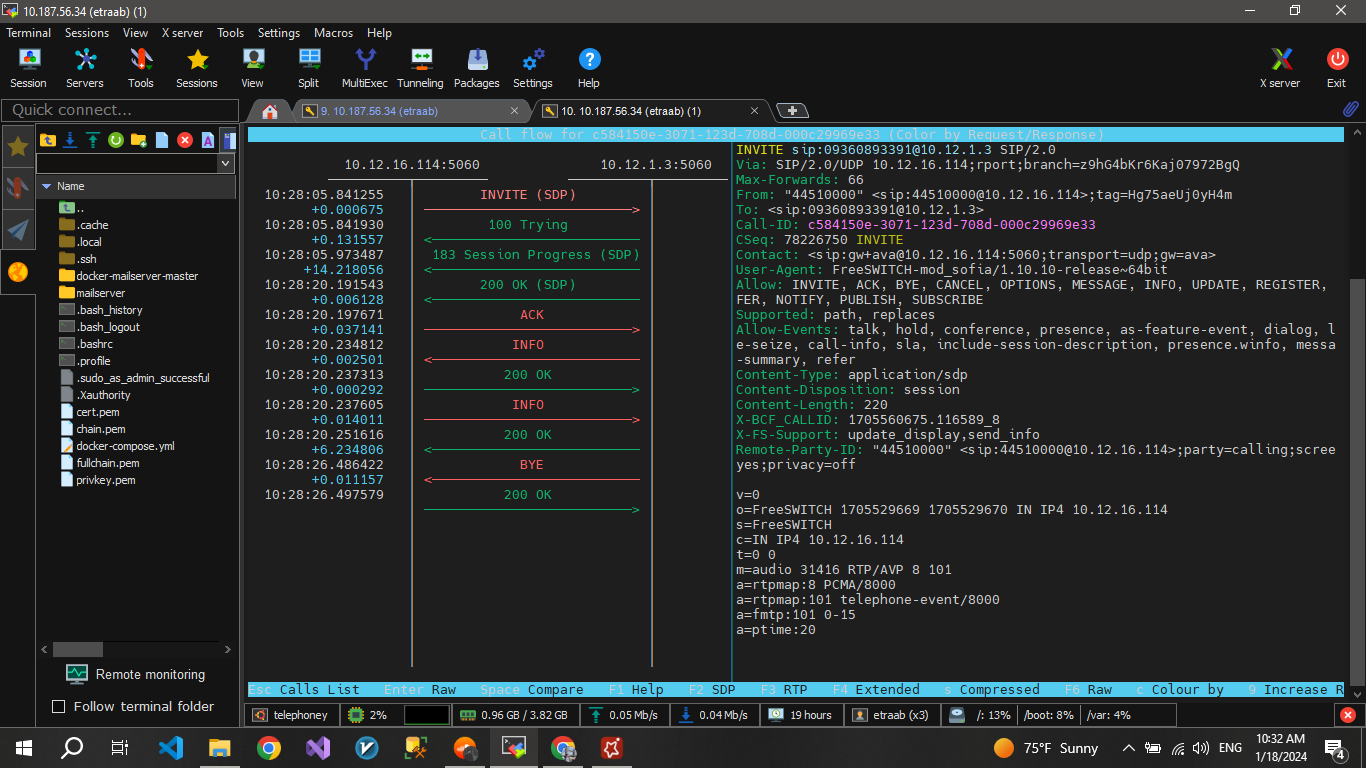 10.187.56.34 (etraab) (1)
Terminal Sessions View X server Tools Settings Macros Help
Session Servers Tools Sessions View Split MultiExec Tunneling Packages Settings Help X server Exit
Quick connect...
9. 10.187.56.34 (etraab)
10. 10.187.56.34 (etraab) (1)
Name
..
.cache
.local
.ssh
docker-mailserver-master
mailserver
.bash_history
.bash_logout
.bashrc
.profile
.sudo_as_admin_successful
.Xauthority
cert.pem
chain.pem
docker-compose.yml
fullchain.pem
privkey.pem
Remote monitoring
Follow terminal folder
Call flow for c584150e-3071-123d-708d-000c29969e33 (Color by Request/Response)
10.12.16.114:5060 10.12.1.3:5060
10:28:05.841255 INVITE (SDP)
+0.000675
10:28:05.841930 100 Trying
+0.131557
10:28:05.973487 183 Session Progress (SDP)
+14.218056
10:28:20.191543 200 OK (SDP)
+0.006128
10:28:20.197671 ACK
+0.037141
10:28:20.234812 INFO
+0.002501
10:28:20.237313 200 OK
+0.000292
10:28:20.237605 INFO
+0.014011
10:28:20.251616 200 OK
+6.234806
10:28:26.486422 BYE
+0.011157
10:28:26.497579 200 OK
INVITE sip:09360893391@10.12.1.3 SIP/2.0
Via: SIP/2.0/UDP 10.12.16.114;rport;branch=z9hG4bKr6Kaj07972BgQ
Max-Forwards: 66
From: "44510000" <sip:44510000@10.12.16.114>;tag=Hg75aeUj0yH4m
To: <sip:09360893391@10.12.1.3>
Call-ID: c584150e-3071-123d-708d-000c29969e33
CSeq: 78226750 INVITE
Contact: <sip:gw+ava@10.12.16.114:5060;transport=udp;gw=ava>
User-Agent: FreeSWITCH-mod_sofia/1.10.10-release~64bit
Allow: INVITE, ACK, BYE, CANCEL, OPTIONS, MESSAGE, INFO, UPDATE, REGISTER,
FER, NOTIFY, PUBLISH, SUBSCRIBE
Supported: path, replaces
Allow-Events: talk, hold, conference, presence, as-feature-event, dialog, l
e-seize, call-info, sla, include-session-description, presence.winfo, messa
-summary, refer
Content-Type: application/sdp
Content-Disposition: session
Content-Length: 220
X-BCF_CALLID: 1705560675.116589_8
X-FS-Support: update_display,send_info
Remote-Party-ID: "44510000" <sip:44510000@10.12.16.114>;party=calling;scree
yes;privacy=off
v=0
o=FreeSWITCH 1705529669 1705529670 IN IP4 10.12.16.114
s=FreeSWITCH
c=IN IP4 10.12.16.114
t=0 0
m=audio 31416 RTP/AVP 8 101
a=rtpmap:8 PCMA/8000
a=rtpmap:101 telephone-event/8000
a=fmtp:101 0-15
a=ptime:20
Esc Calls List Enter Raw Space Compare F1 Help F2 SDP F3 RTP F4 Extended s Compressed F6 Raw c Colour by 9 Increase R
telephoney 2% 0.96 GB / 3.82 GB 0.05 Mb/s 0.04 Mb/s 19 hours etraab (x3) /: 13% /boot: 8% /var: 4%
75°F Sunny ENG 10:32 AM
1/18/2024
4